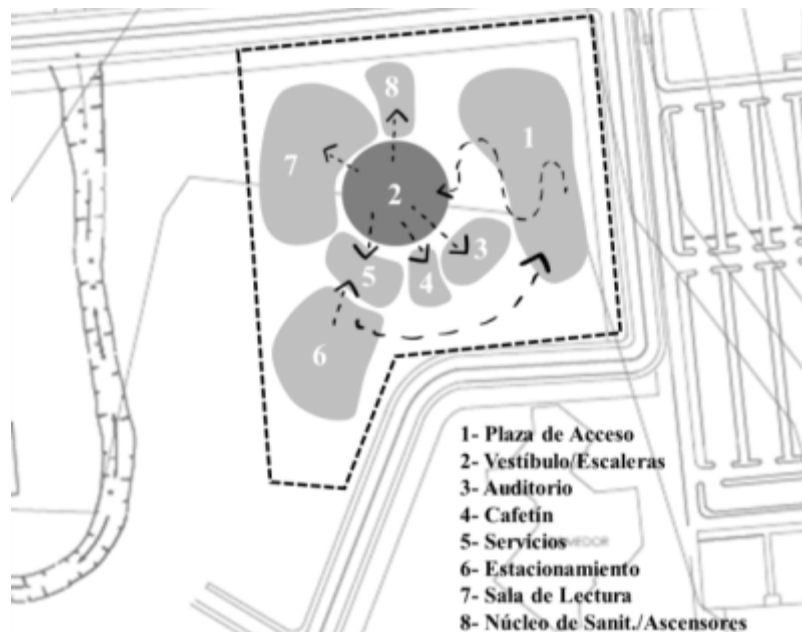 8
1
7
2
3
5
4
6
1- Plaza de Acceso
2- Vestíbulo/Escaleras
3- Auditorio
4- Cafetín
5- Servicios
6- Estacionamiento
7- Sala de Lectura
8- Núcleo de Sanit./Ascensores